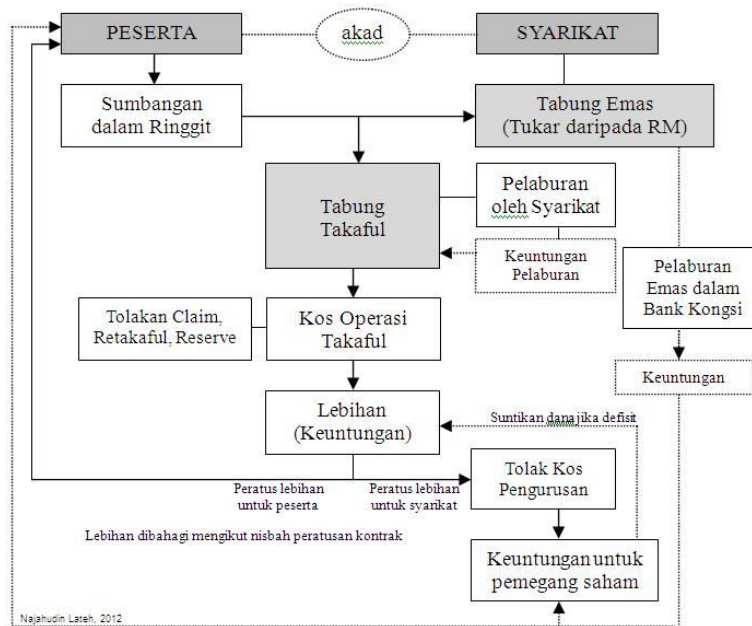 PESERTA
akad
SYARIKAT
Sumbangan
dalam Ringgit
Tabung Emas
(Tukar daripada RM)
Tabung
Takaful
Pelaburan
oleh Syarikat
Keuntungan
Pelaburan
Pelaburan
Emas dalam
Bank Kongsi
Tolakan Claim,
Retakaful, Reserve
Kos Operasi
Takaful
Keuntungan
Lebihan
(Keuntungan)
Suntikan dana jika defisit
Peratus lebihan
untuk peserta
Peratus lebihan
untuk syarikat
Tolak Kos
Pengurusan
Lebihan dibahagi mengikut nisbah peratusan kontrak
Keuntungan untuk
pemegang saham
Najahudin Lateh, 2012